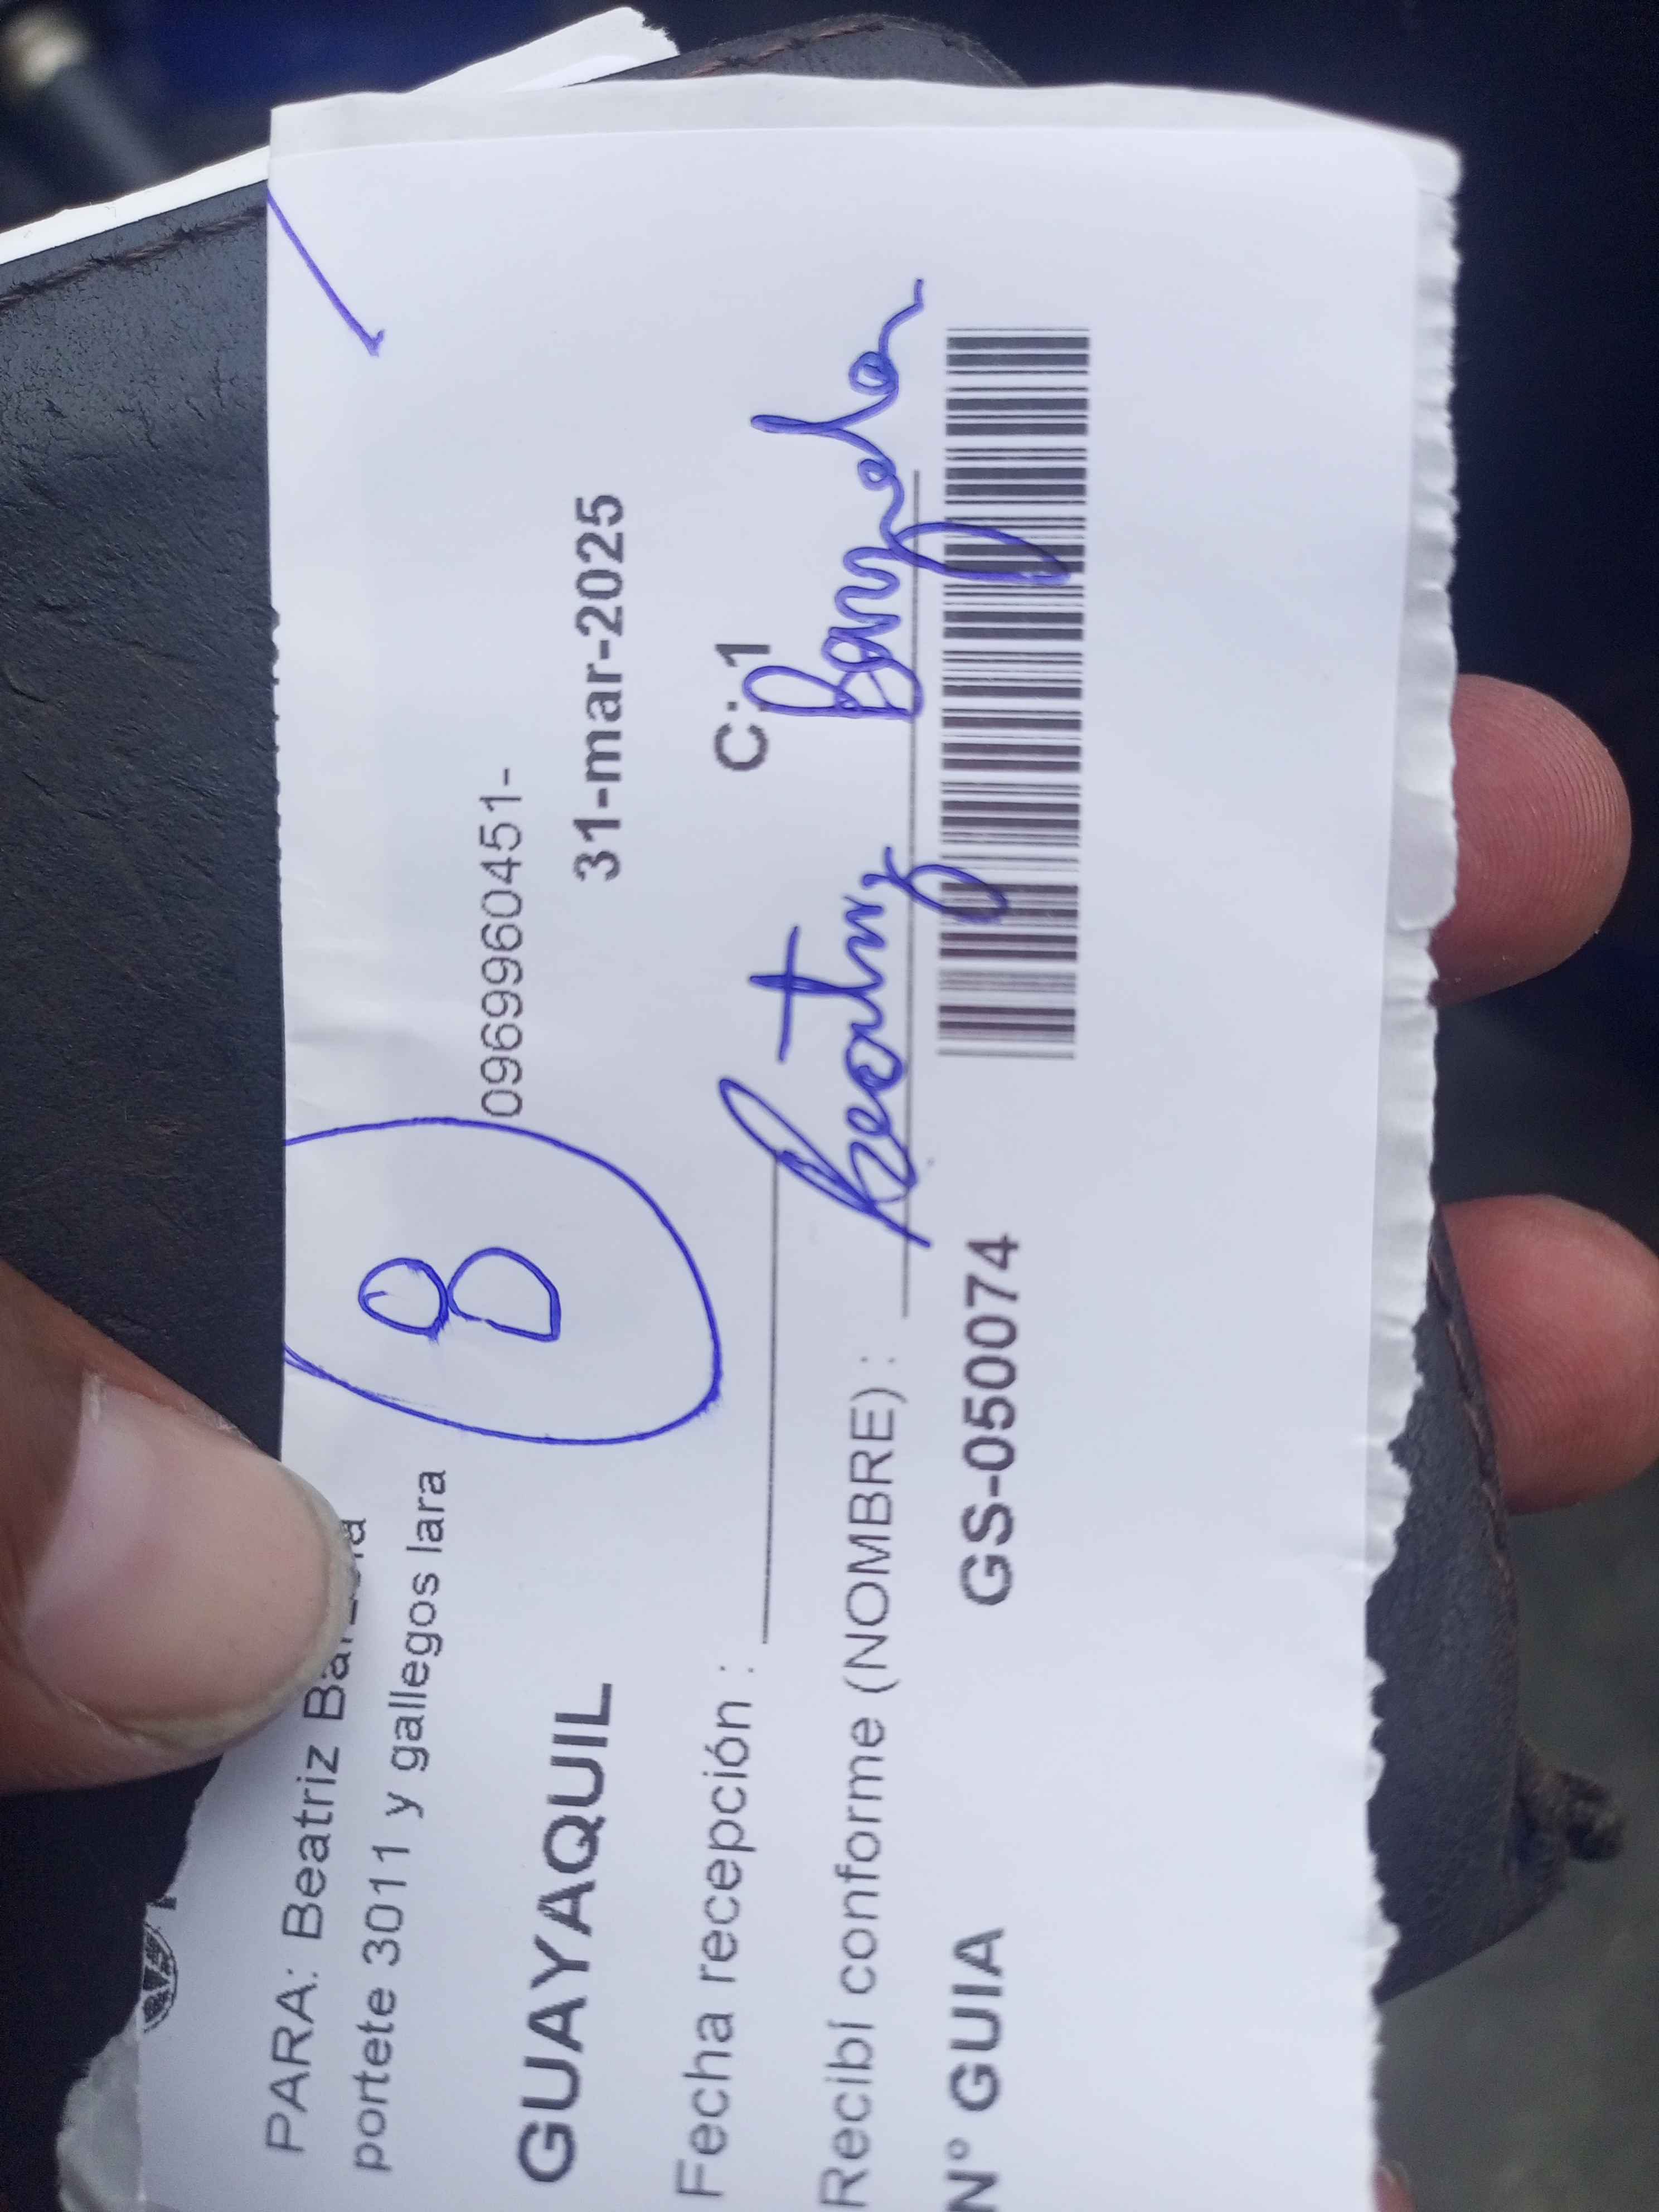 PARA: Beatriz
portete 3011 y gallegos lara
8
0969960451-
GUAYAQUIL 31-mar-2025
Fecha recepción : C:1
Recibí conforme (NOMBRE) : Beatriz
N° GUIA GS-050074